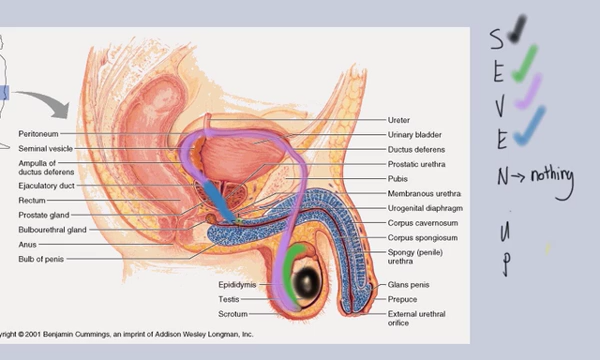 Peritoneum
Seminal vesicle
Ampulla of
ductus deferens
Ejaculatory duct
Rectum
Prostate gland
Bulbourethral gland
Anus
Bulb of penis
Ureter
Urinary bladder
Ductus deferens
Prostatic urethra
Pubis
Membranous urethra
Urogenital diaphragm
Corpus cavernosum
Corpus spongiosum
Spongy (penile)
urethra
Epididymis
Testis
Scrotum
Glans penis
Prepuce
External urethral
orifice
yright © 2001 Benjamin Cummings, an imprint of Addison Wesley Longman, Inc.
S
E
V
E
N → nothing
U
P